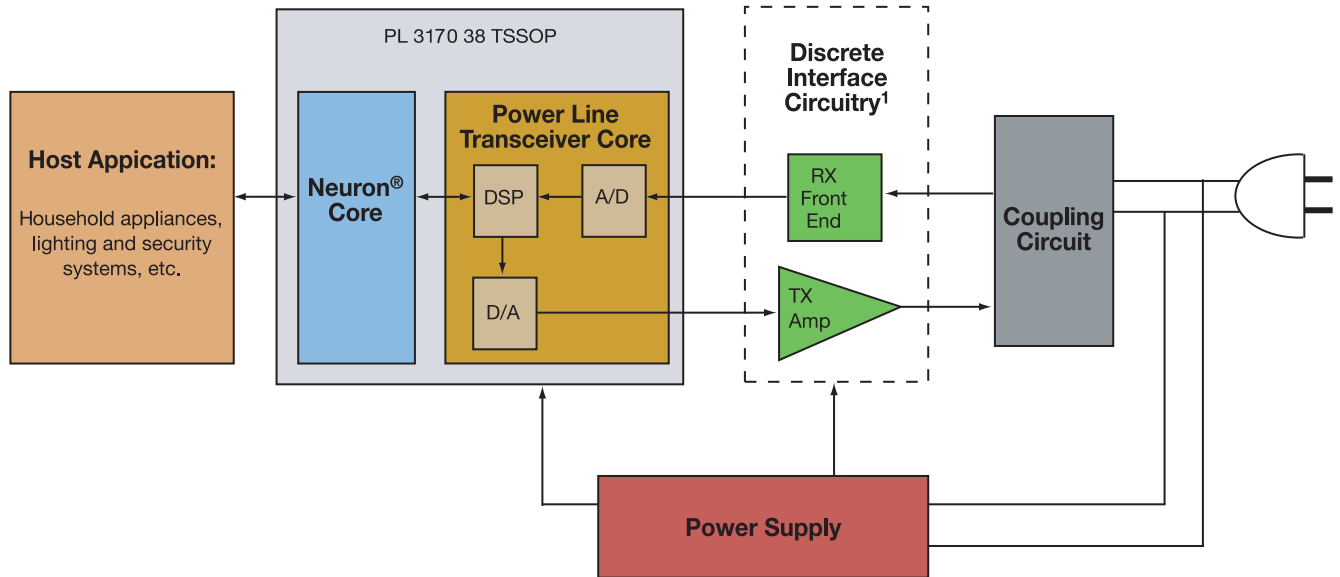 PL 3170 38 TSSOP
Host Appication:
Household appliances,
lighting and security
systems, etc.
Neuron®
Core
Power Line
Transceiver Core
DSP
A/D
D/A
Discrete
Interface
Circuitry¹
RX
Front
End
TX
Amp
Coupling
Circuit
Power Supply